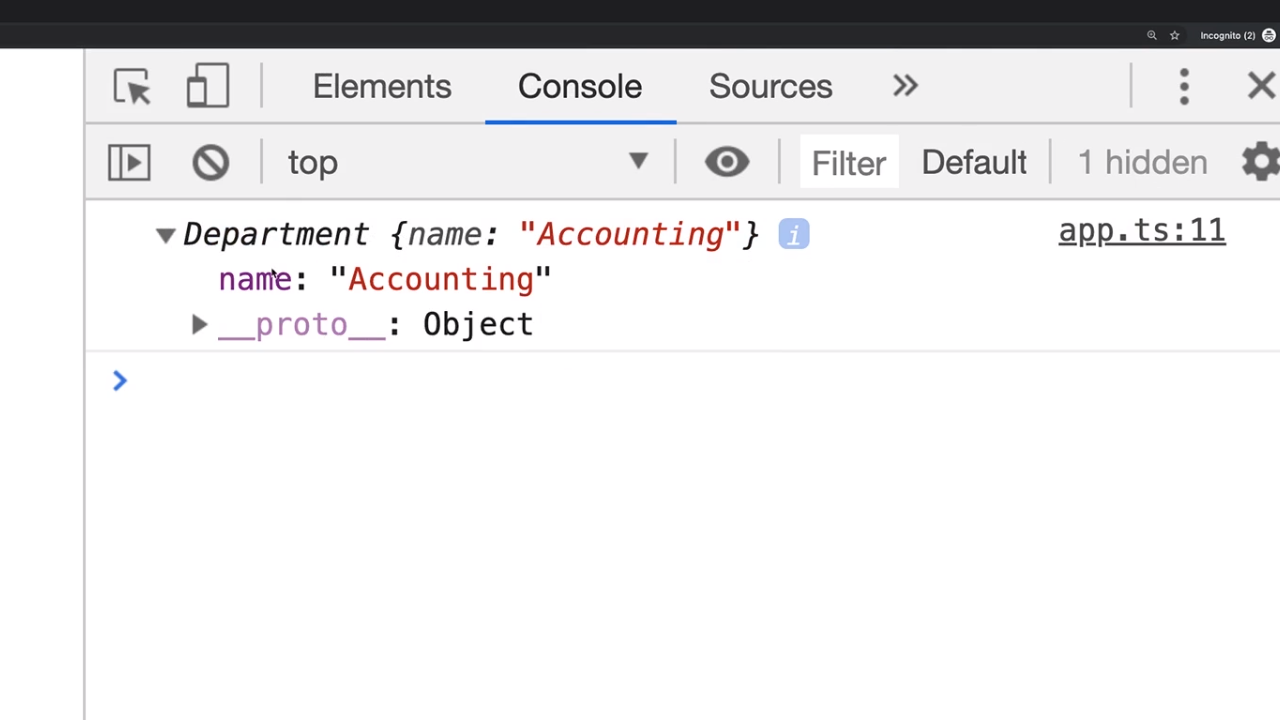 Incognito (2)
Elements Console Sources »
top ▼ Filter Default 1 hidden
▼ Department {name: "Accounting"} i app.ts:11
name: "Accounting"
▶ __proto__: Object
>